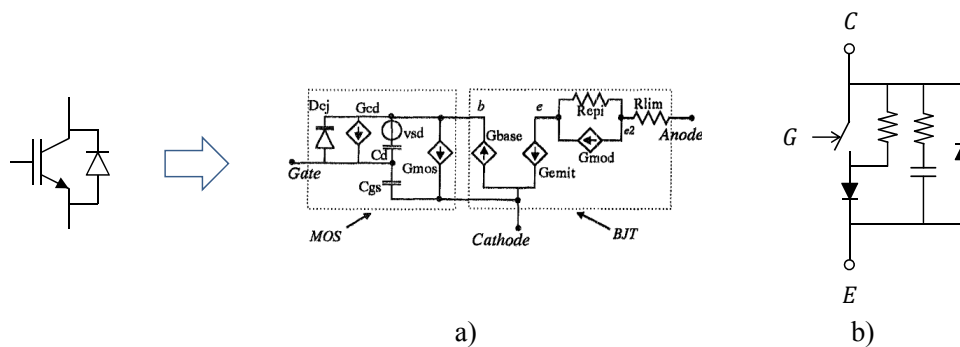 Dcj
Gcd
vsd
Cd
Gate
Cgs
Gmos
MOS
b
Gbase
e
Gemit
Repi
e2
Gmod
Rlim
Anode
Cathode
BJT
a)
C
G
E
b)